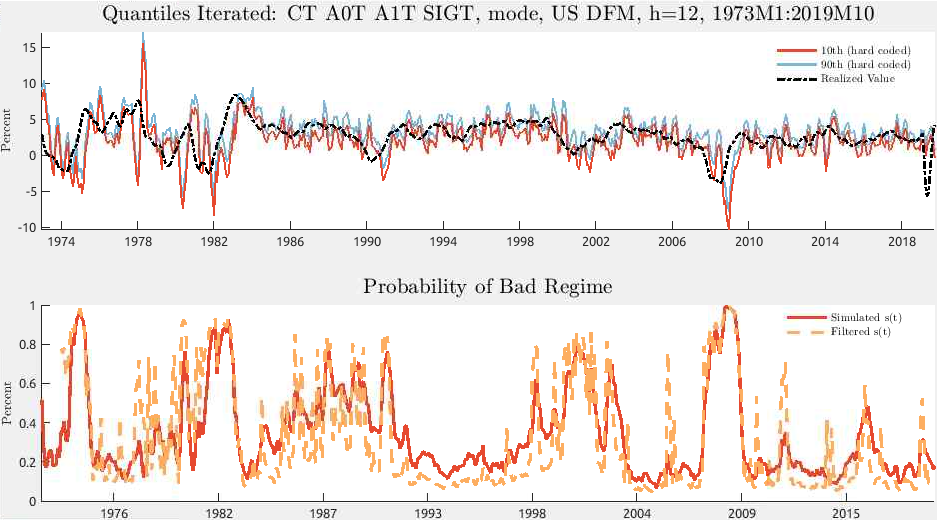 Quantiles Iterated: CT A0T A1T SIGT, mode, US DFM, h=12, 1973M1:2019M10
15
10
5
0
-5
-10
Percent
10th (hard coded)
90th (hard coded)
Realized Value
1974 1978 1982 1986 1990 1994 1998 2002 2006 2010 2014 2018
Probability of Bad Regime
1
0.8
0.6
0.4
0.2
0
Percent
Simulated s(t)
Filtered s(t)
1976 1982 1987 1993 1998 2004 2009 2015